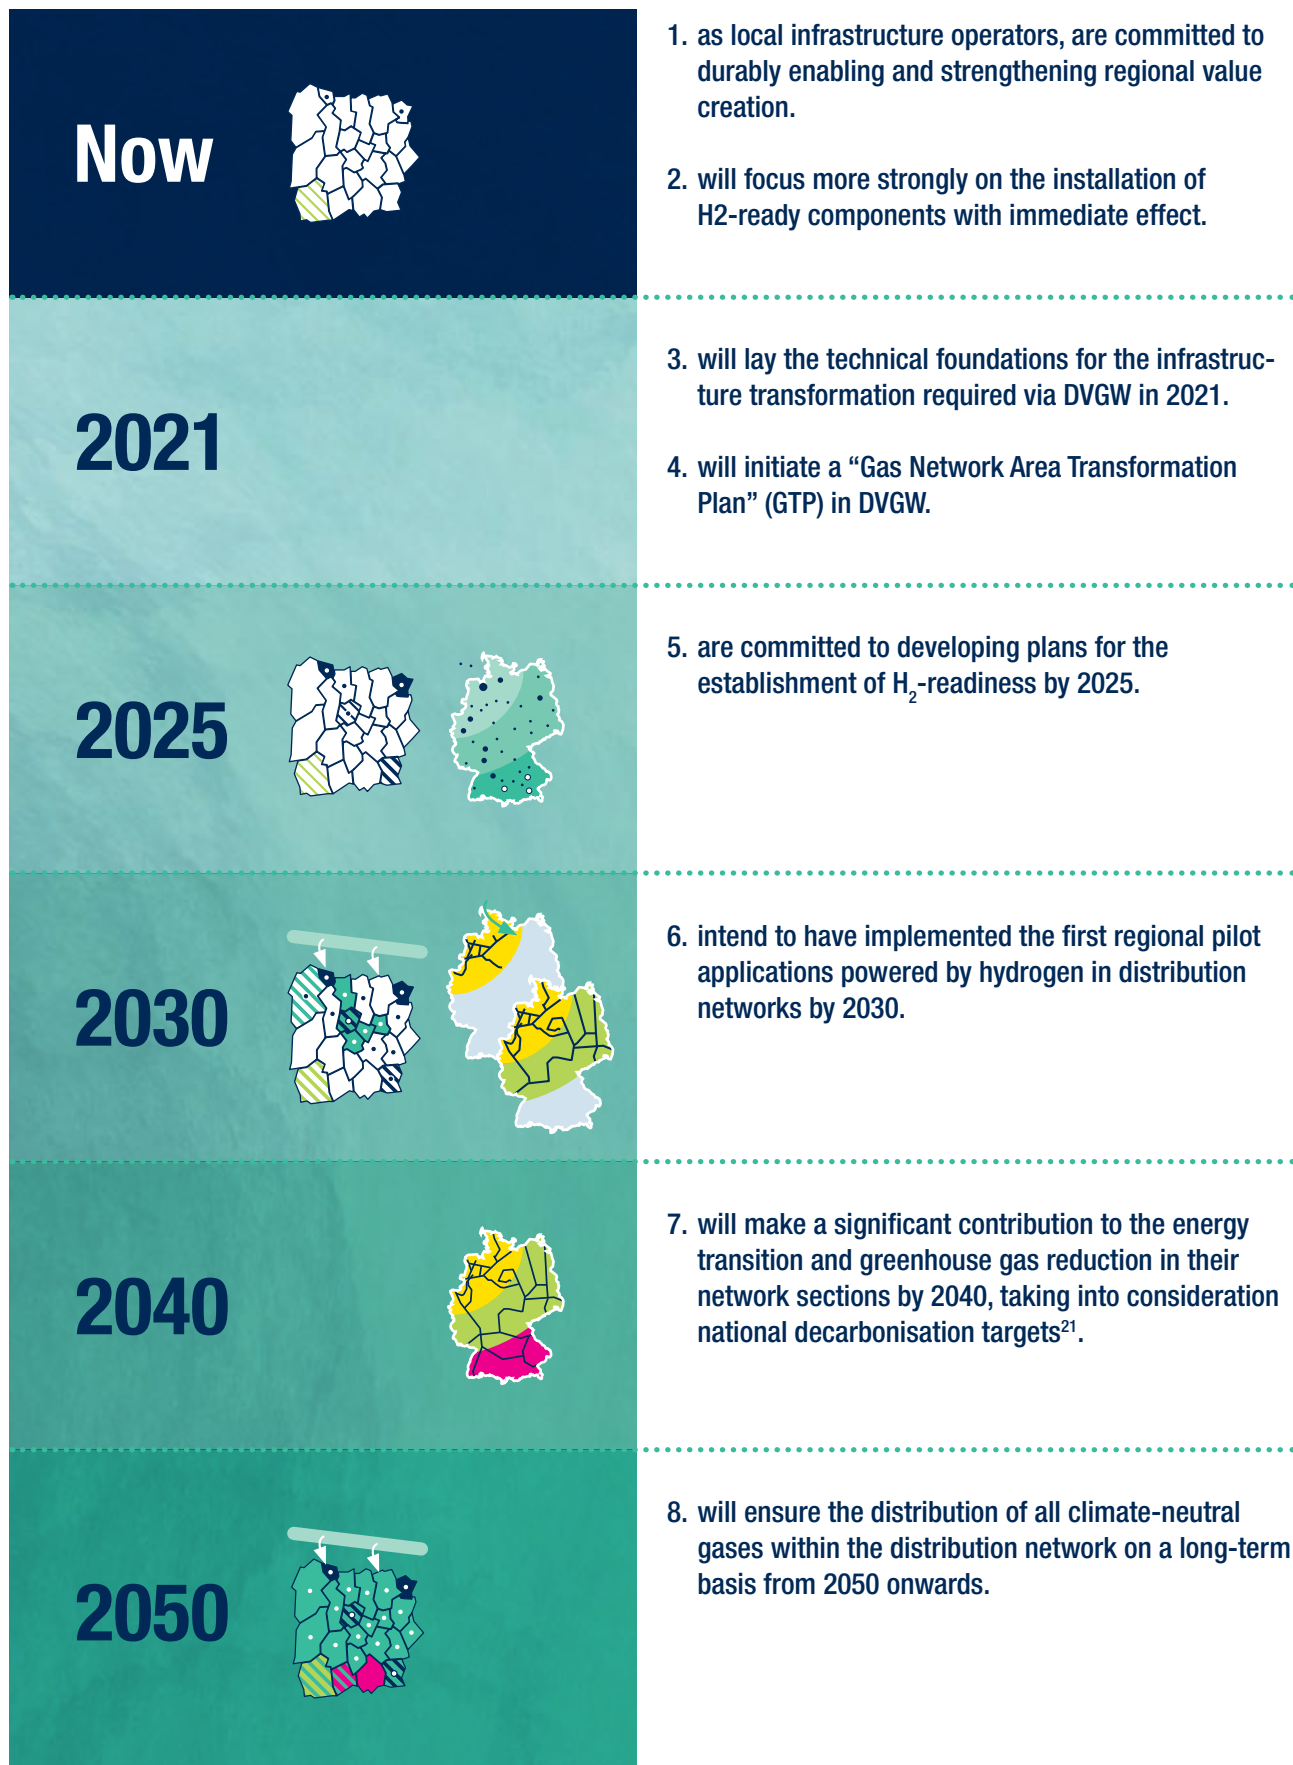 Now
1. as local infrastructure operators, are committed to
durably enabling and strengthening regional value
creation.
2. will focus more strongly on the installation of
H2-ready components with immediate effect.
2021
3. will lay the technical foundations for the infrastruc-
ture transformation required via DVGW in 2021.
4. will initiate a “Gas Network Area Transformation
Plan” (GTP) in DVGW.
2025
5. are committed to developing plans for the
establishment of H₂-readiness by 2025.
2030
6. intend to have implemented the first regional pilot
applications powered by hydrogen in distribution
networks by 2030.
2040
7. will make a significant contribution to the energy
transition and greenhouse gas reduction in their
network sections by 2040, taking into consideration
national decarbonisation targets²¹.
2050
8. will ensure the distribution of all climate-neutral
gases within the distribution network on a long-term
basis from 2050 onwards.